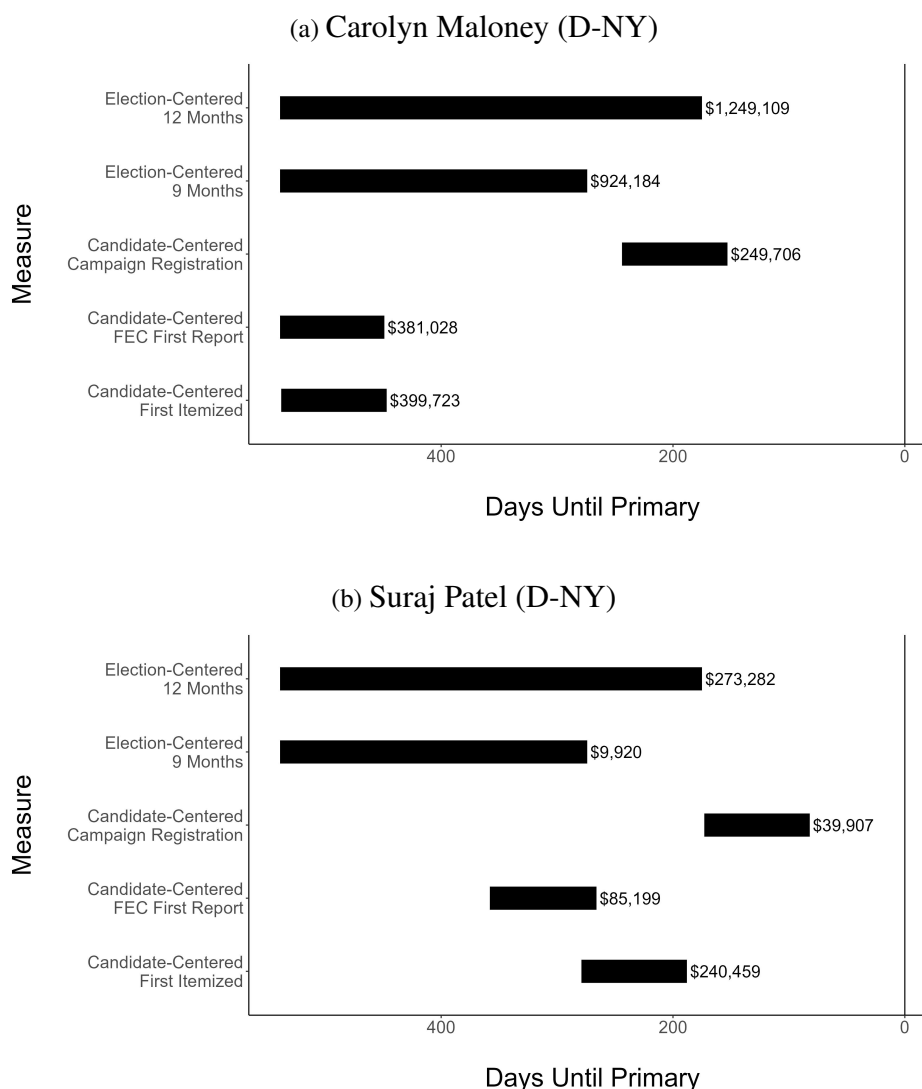 (a) Carolyn Maloney (D-NY)
Measure
Election-Centered
12 Months
$1,249,109
Election-Centered
9 Months
$924,184
Candidate-Centered
Campaign Registration
$249,706
Candidate-Centered
FEC First Report
$381,028
Candidate-Centered
First Itemized
$399,723
400 200 0
Days Until Primary
(b) Suraj Patel (D-NY)
Measure
Election-Centered
12 Months
$273,282
Election-Centered
9 Months
$9,920
Candidate-Centered
Campaign Registration
$39,907
Candidate-Centered
FEC First Report
$85,199
Candidate-Centered
First Itemized
$240,459
400 200 0
Days Until Primary